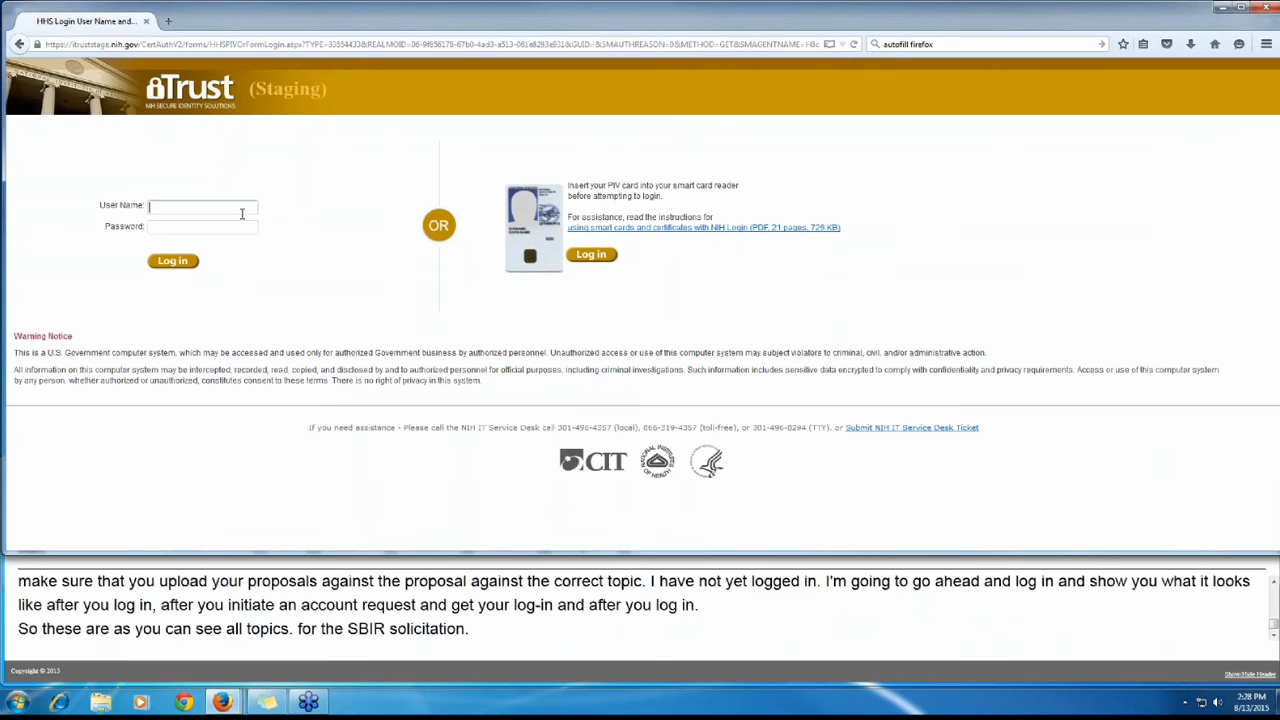 HHS Login User Name and...
https://itruststage.nih.gov/CertAuthV2/forms/HHSPIVOrFormLogin.aspx?TYPE=33554433&REALMOID=06-9f856178-67b0-4ad3-a513-061e8283e931&GUID=&SMAUTHREASON=0&METHOD=GET&SMAGENTNAME=H8c
autofill firefox
iTrust (Staging)
NIH SECURE IDENTITY SOLUTIONS
Insert your PIV card into your smart card reader
before attempting to login.
User Name:
Password:
OR
For assistance, read the instructions for
using smart cards and certificates with NIH Login (PDF, 21 pages, 726 KB)
Log in
Log in
Warning Notice
This is a U.S. Government computer system, which may be accessed and used only for authorized Government business by authorized personnel. Unauthorized access or use of this computer system may subject violators to criminal, civil, and/or administrative action.
All information on this computer system may be intercepted, recorded, read, copied, and disclosed by and to authorized personnel for official purposes, including criminal investigations. Such information includes sensitive data encrypted to comply with confidentiality and privacy requirements. Access or use of this computer system
by any person, whether authorized or unauthorized, constitutes consent to these terms. There is no right of privacy in this system.
If you need assistance - Please call the NIH IT Service Desk call 301-496-4357 (local), 866-319-4357 (toll-free), or 301-496-8294 (TTY). or Submit NIH IT Service Desk Ticket
CIT
NATIONAL INSTITUTES OF HEALTH
make sure that you upload your proposals against the proposal against the correct topic. I have not yet logged in. I'm going to go ahead and log in and show you what it looks
like after you log in, after you initiate an account request and get your log-in and after you log in.
So these are as you can see all topics. for the SBIR solicitation.
Copyright © 2015
Show/Hide Header
2:28 PM
8/13/2015